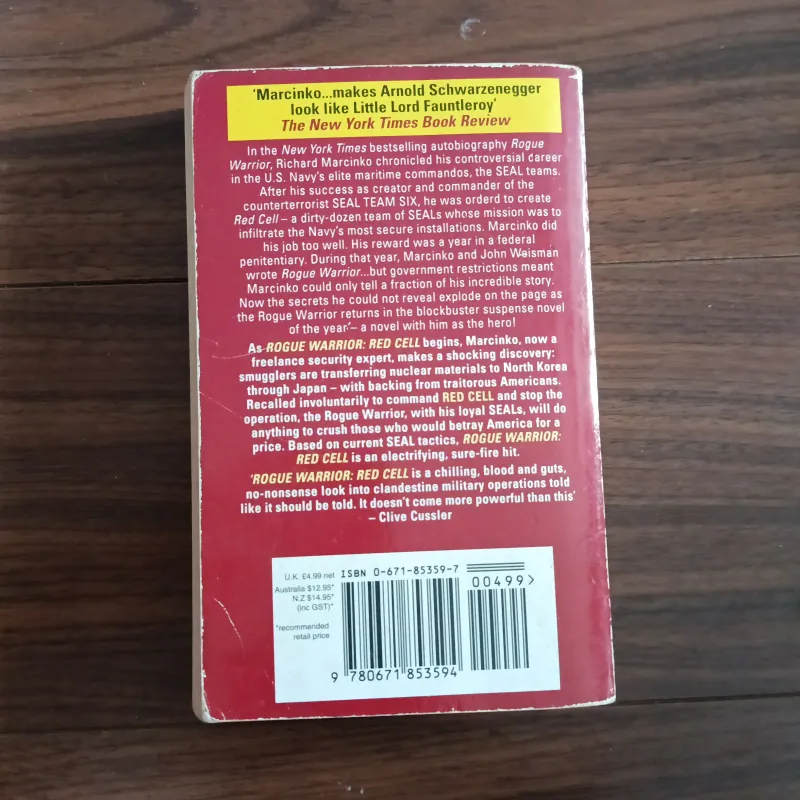 'Marcinko...makes Arnold Schwarzenegger
look like Little Lord Fauntleroy'
The New York Times Book Review
In the New York Times bestselling autobiography Rogue
Warrior, Richard Marcinko chronicled his controversial career
in the U.S. Navy's elite maritime commandos, the SEAL teams.
After his success as creator and commander of the
counterterrorist SEAL TEAM SIX, he was orderd to create
Red Cell – a dirty-dozen team of SEALs whose mission was to
infiltrate the Navy's most secure installations. Marcinko did
his job too well. His reward was a year in a federal
penitentiary. During that year, Marcinko and John Weisman
wrote Rogue Warrior...but government restrictions meant
Marcinko could only tell a fraction of his incredible story.
Now the secrets he could not reveal explode on the page as
the Rogue Warrior returns in the blockbuster suspense novel
of the year – a novel with him as the hero!
As ROGUE WARRIOR: RED CELL begins, Marcinko, now a
freelance security expert, makes a shocking discovery:
smugglers are transferring nuclear materials to North Korea
through Japan – with backing from traitorous Americans.
Recalled involuntarily to command RED CELL and stop the
operation, the Rogue Warrior, with his loyal SEALs, will do
anything to crush those who would betray America for a
price. Based on current SEAL tactics, ROGUE WARRIOR:
RED CELL is an electrifying, sure-fire hit.
'ROGUE WARRIOR: RED CELL is a chilling, blood and guts,
no-nonsense look into clandestine military operations told
like it should be told. It doesn't come more powerful than this'
– Clive Cussler
U.K. £4.99 net
Australia $12.95*
N.Z $14.95*
(inc GST)*
*recommended
retail price
ISBN 0-671-85359-7
00499>
9 780671 853594